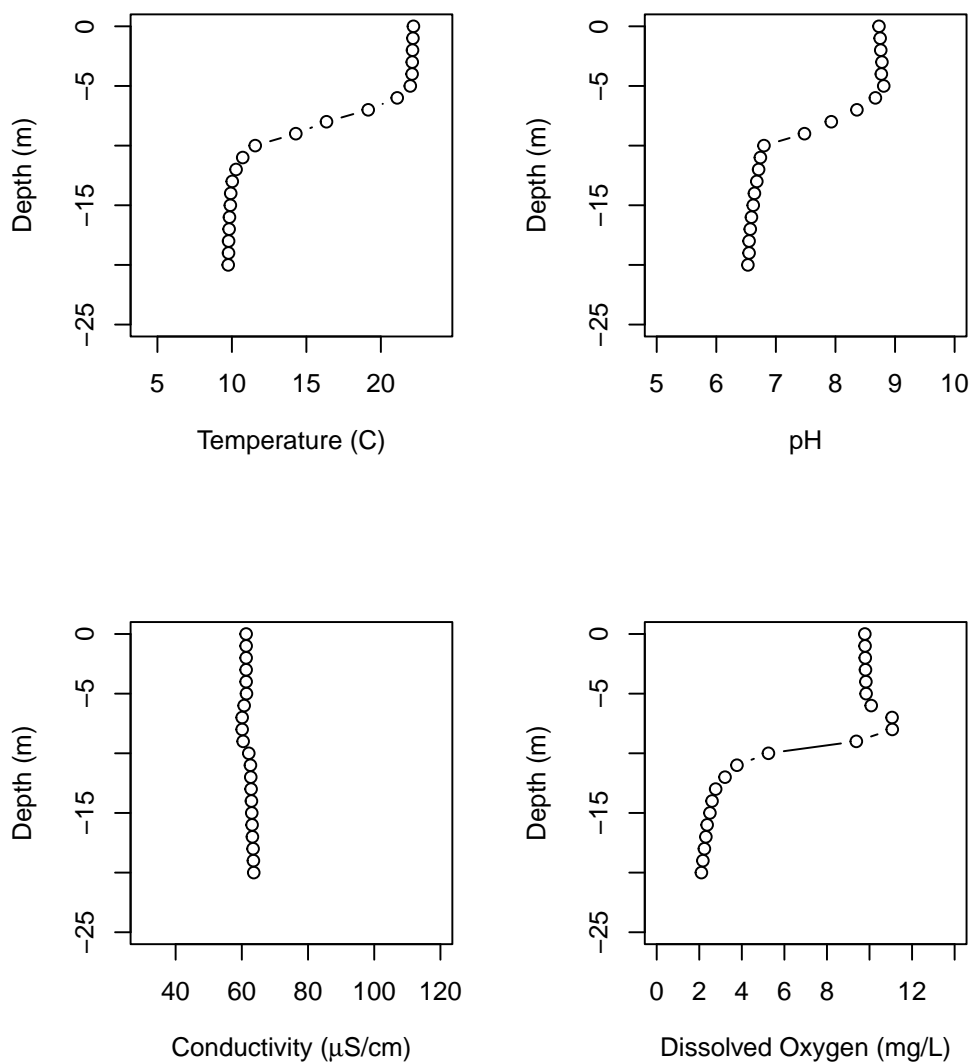 0
−5
−15
−25
Depth (m)
5 10 15 20
Temperature (C)
0
−5
−15
−25
Depth (m)
5 6 7 8 9 10
pH
0
−5
−15
−25
Depth (m)
40 60 80 100 120
Conductivity (μS/cm)
0
−5
−15
−25
Depth (m)
0 2 4 6 8 12
Dissolved Oxygen (mg/L)